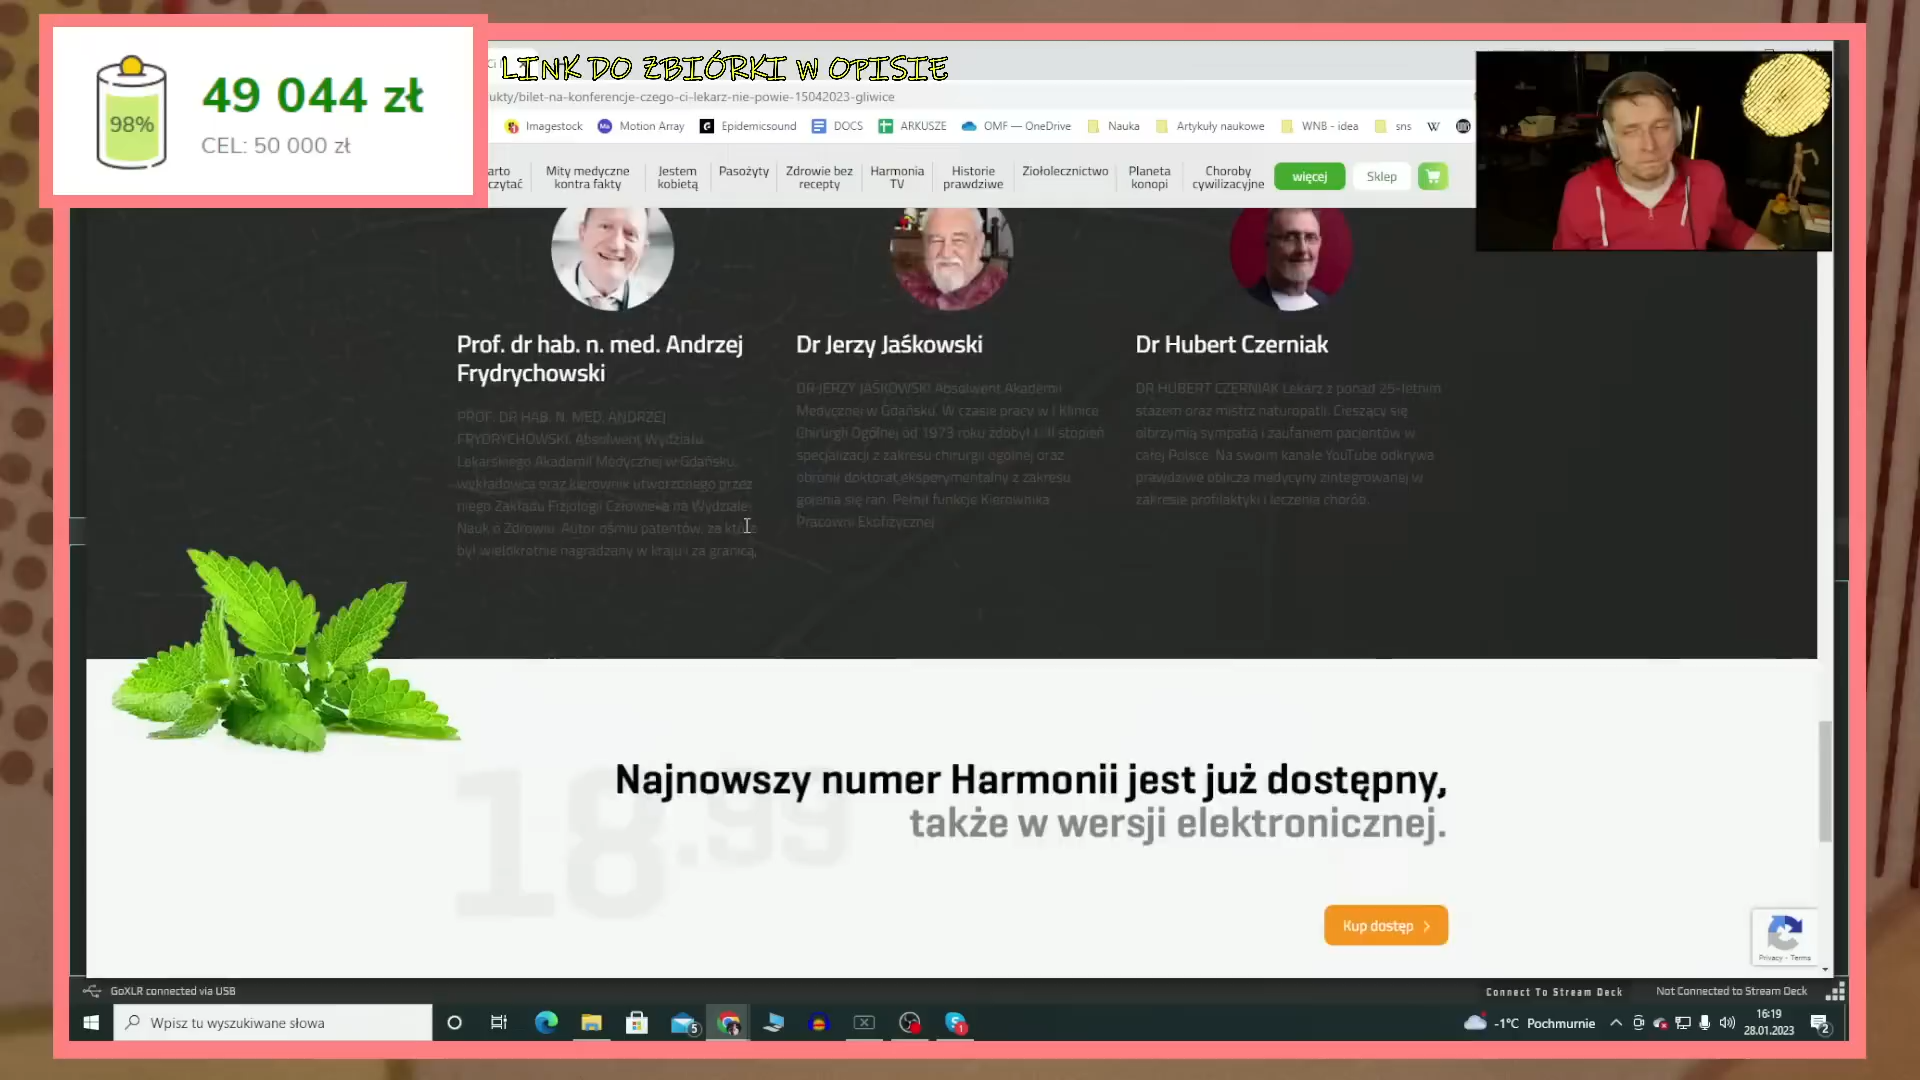 49 044 zł
98%
CEL: 50 000 zł
LINK DO ZBIÓRKI W OPISIE
ukty/bilet-na-konferencje-czego-ci-lekarz-nie-powie-15042023-gliwice
Imagestock
Motion Array
Epidemicsound
DOCS
ARKUSZE
OMF — OneDrive
Nauka
Artykuły naukowe
WNB - idea
sns
arto
czytać
Mity medyczne
kontra fakty
Jestem
kobietą
Pasożyty
Zdrowie bez
recepty
Harmonia
TV
Historie
prawdziwe
Ziołolecznictwo
Planeta
konopi
Choroby
cywilizacyjne
więcej
Sklep
Prof. dr hab. n. med. Andrzej
Frydrychowski
PROF. DR HAB. N. MED. ANDRZEJ
FRYDRYCHOWSKI. Absolwent Wydziału
Lekarskiego Akademii Medycznej w Gdańsku,
wykładowca oraz kierownik utworzonego przez
niego Zakładu Fizjologii Człowieka na Wydziale
Nauk o Zdrowiu. Autor ośmiu patentów, za które
był wielokrotnie nagradzany w kraju i za granicą,
Dr Jerzy Jaśkowski
DR JERZY JAŚKOWSKI Absolwent Akademii
Medycznej w Gdańsku. W czasie pracy w I Klinice
Chirurgii Ogólnej od 1973 roku zdobył I i II stopień
specjalizacji z zakresu chirurgii ogólnej oraz
obronił doktorat eksperymentalny z zakresu
gojenia się ran. Pełnił funkcję Kierownika
Pracowni Ekofizycznej
Dr Hubert Czerniak
DR HUBERT CZERNIAK Lekarz z ponad 25-letnim
stażem oraz mistrz naturopatii. Cieszący się
olbrzymią sympatią i zaufaniem pacjentów w
całej Polsce. Na swoim kanale YouTube odkrywa
prawdziwe oblicze medycyny zintegrowanej w
zakresie profilaktyki i leczenia chorób.
18.99
Najnowszy numer Harmonii jest już dostępny,
także w wersji elektronicznej.
Kup dostęp
Privacy - Terms
GoXLR connected via USB
Connect To Stream Deck
Not Connected to Stream Deck
Wpisz tu wyszukiwane słowa
5
1
-1°C Pochmurnie
16:19
28.01.2023
2